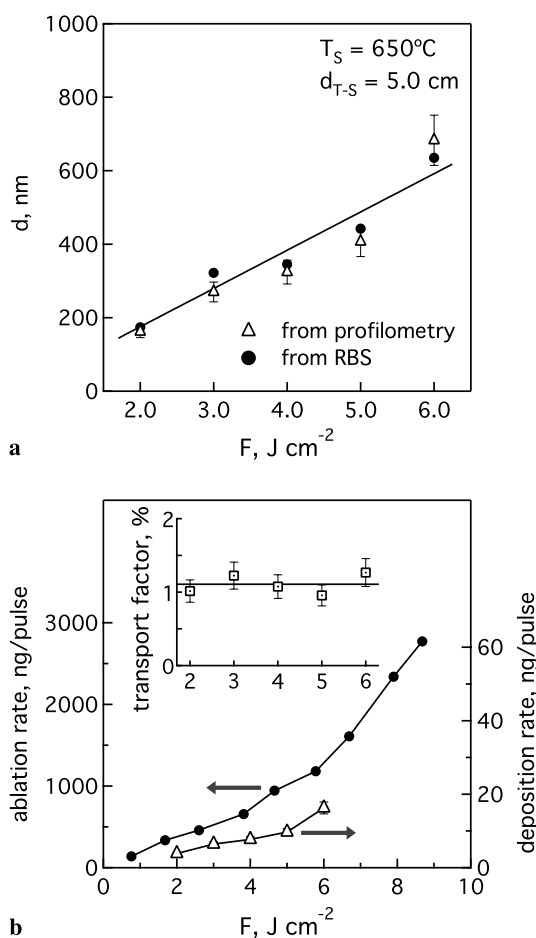 1000
800
600
400
200
0
d, nm
T_S = 650ºC
d_T-S = 5.0 cm
from profilometry
from RBS
2.0 3.0 4.0 5.0 6.0
F, J cm⁻²
a
3000
2000
1000
0
ablation rate, ng/pulse
2
1
0
transport factor, %
2 3 4 5 6
60
40
20
0
deposition rate, ng/pulse
0 2 4 6 8 10
F, J cm⁻²
b